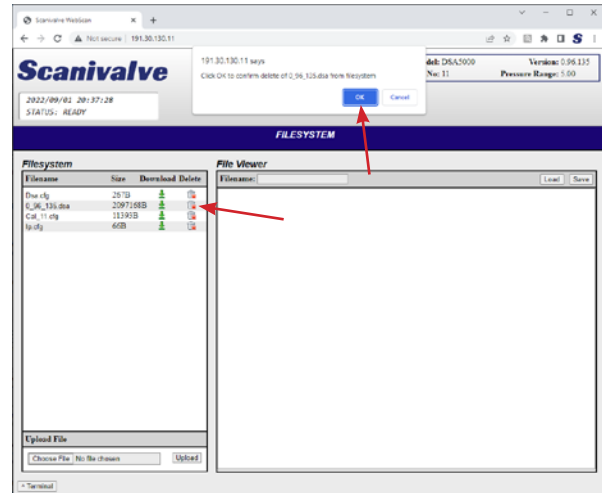 Scanivalve WebScan
Not secure 191.30.130.11
S
191.30.130.11 says
Click OK to confirm delete of 0_96_135.dsa from filesystem
OK Cancel
Scanivalve
del: DSA5000 Version: 0.96.135
No: 11 Pressure Range: 5.00
2022/09/01 20:37:28
STATUS: READY
FILESYSTEM
Filesystem
Filename Size Download Delete
Dsa.cfg 267B
0_96_135.dsa 2097168B
Cal_11.cfg 11395B
Ip.cfg 66B
Upload File
Choose File No file chosen Upload
File Viewer
Filename: Load Save
^ Terminal